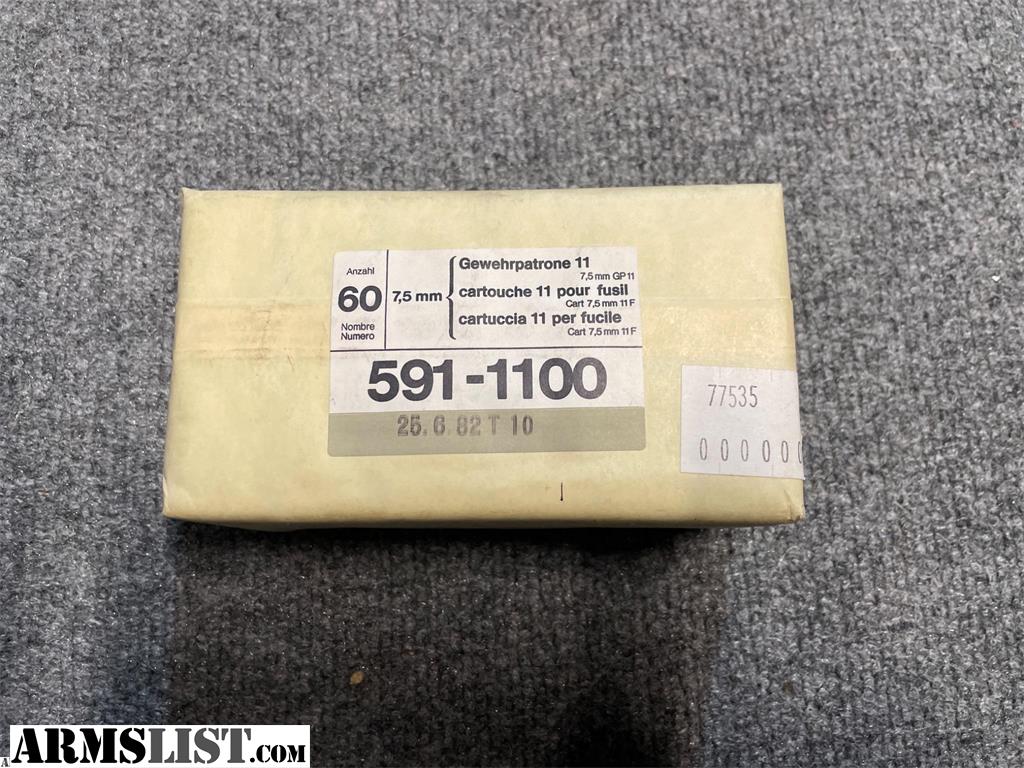 Anzahl
60
Nombre
Numero
7,5 mm
Gewehrpatrone 11
7,5 mm GP 11
cartouche 11 pour fusil
Cart 7,5 mm 11 F
cartuccia 11 per fucile
Cart 7,5 mm 11 F
591-1100
25.6.82 T 10
77535
000000
ARMSLIST.COM